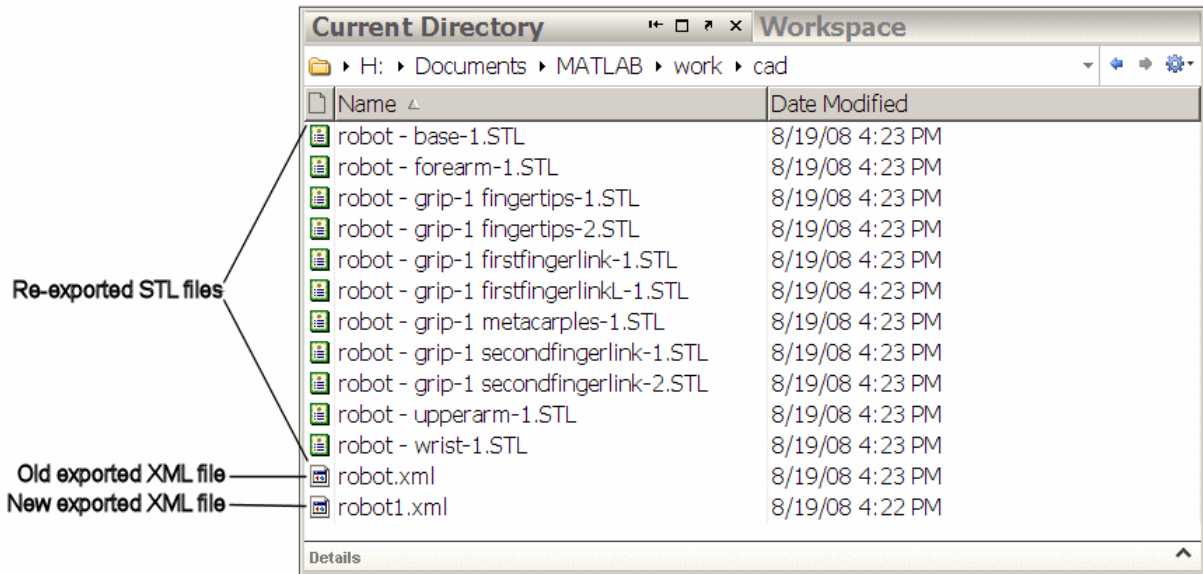 Current Directory Workspace
H: Documents MATLAB work cad
Name Date Modified
robot - base-1.STL 8/19/08 4:23 PM
robot - forearm-1.STL 8/19/08 4:23 PM
robot - grip-1 fingertips-1.STL 8/19/08 4:23 PM
robot - grip-1 fingertips-2.STL 8/19/08 4:23 PM
robot - grip-1 firstfingerlink-1.STL 8/19/08 4:23 PM
Re-exported STL files robot - grip-1 firstfingerlinkL-1.STL 8/19/08 4:23 PM
robot - grip-1 metacarples-1.STL 8/19/08 4:23 PM
robot - grip-1 secondfingerlink-1.STL 8/19/08 4:23 PM
robot - grip-1 secondfingerlink-2.STL 8/19/08 4:23 PM
robot - upperarm-1.STL 8/19/08 4:23 PM
robot - wrist-1.STL 8/19/08 4:23 PM
Old exported XML file robot.xml 8/19/08 4:23 PM
New exported XML file robot1.xml 8/19/08 4:22 PM
Details